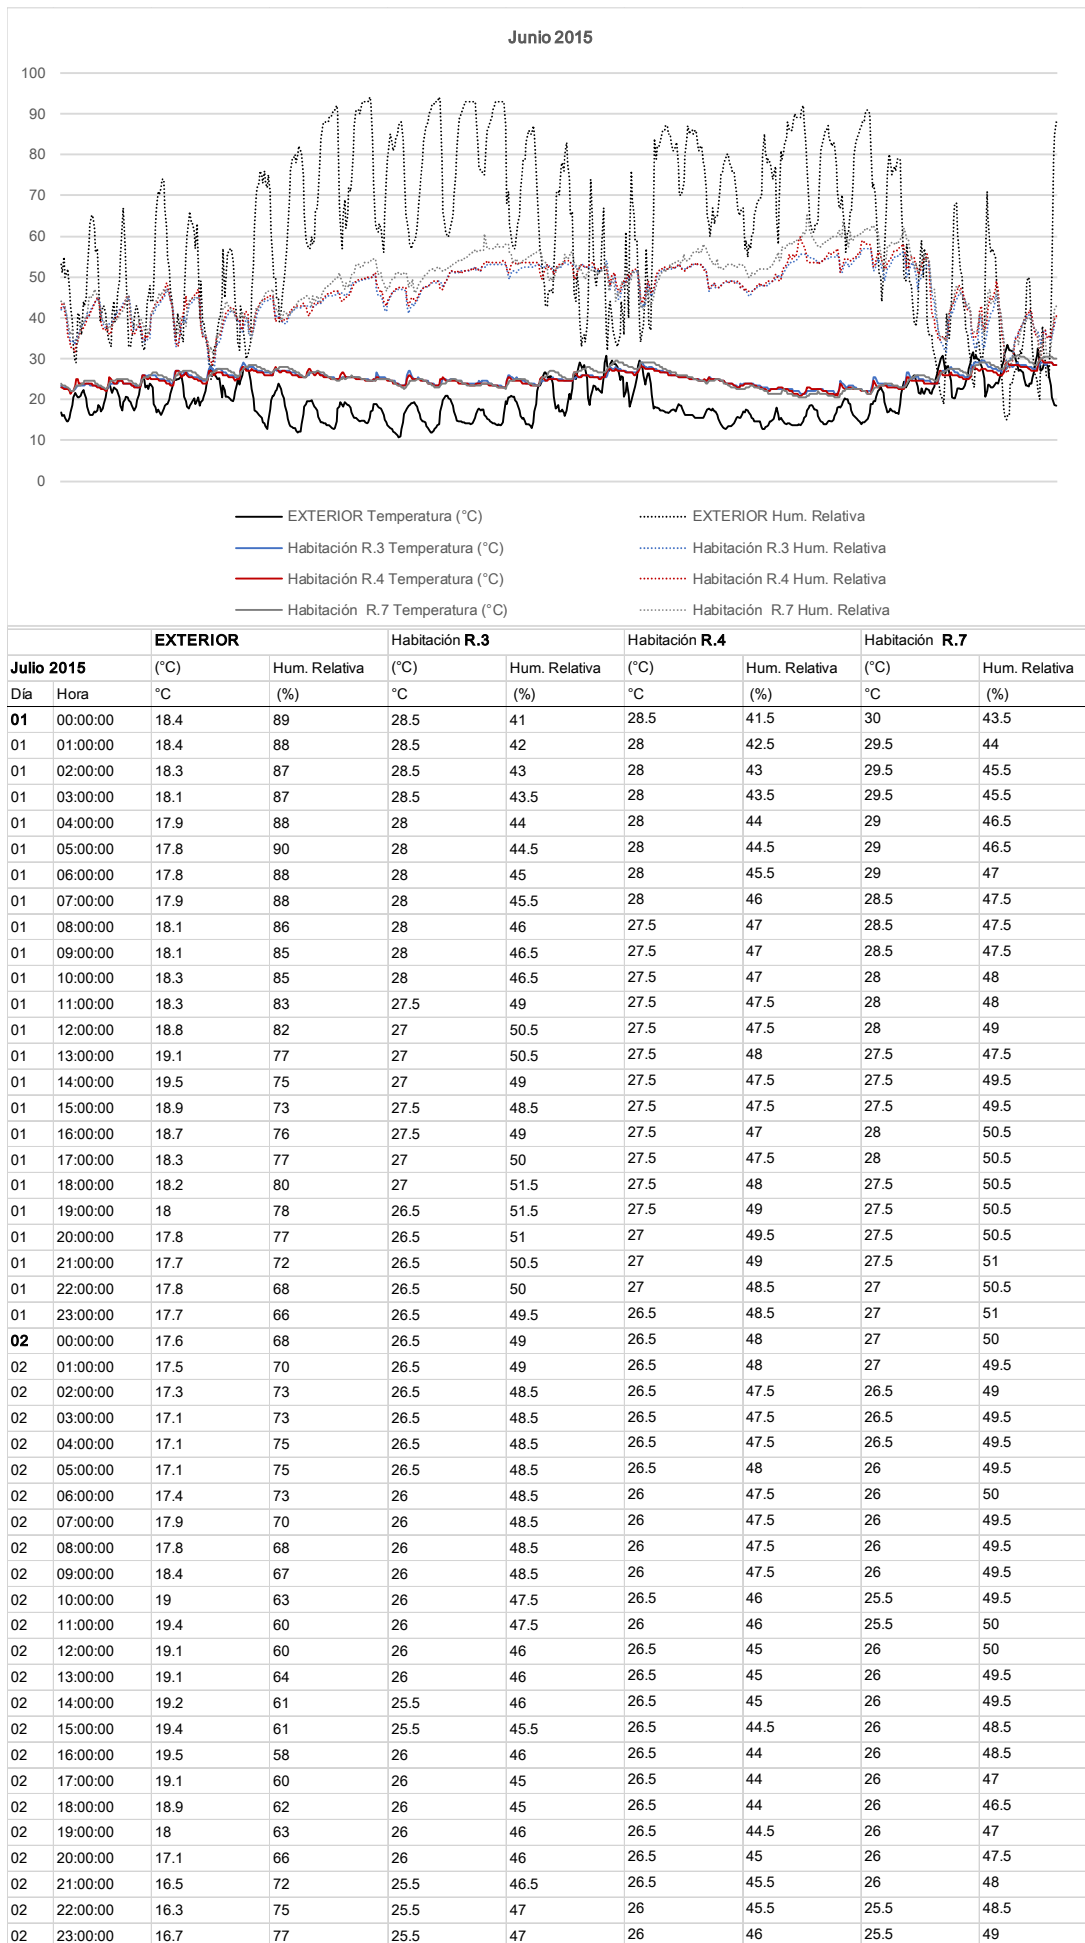 Junio 2015
100
90
80
70
60
50
40
30
20
10
0
EXTERIOR Temperatura (°C) EXTERIOR Hum. Relativa
Habitación R.3 Temperatura (°C) Habitación R.3 Hum. Relativa
Habitación R.4 Temperatura (°C) Habitación R.4 Hum. Relativa
Habitación R.7 Temperatura (°C) Habitación R.7 Hum. Relativa
EXTERIOR Habitación R.3 Habitación R.4 Habitación R.7
Julio 2015 (°C) Hum. Relativa (°C) Hum. Relativa (°C) Hum. Relativa (°C) Hum. Relativa
Día Hora °C (%) °C (%) °C (%) °C (%)
01 00:00:00 18.4 89 28.5 41 28.5 41.5 30 43.5
01 01:00:00 18.4 88 28.5 42 28 42.5 29.5 44
01 02:00:00 18.3 87 28.5 43 28 43 29.5 45.5
01 03:00:00 18.1 87 28.5 43.5 28 43.5 29.5 45.5
01 04:00:00 17.9 88 28 44 28 44 29 46.5
01 05:00:00 17.8 90 28 44.5 28 44.5 29 46.5
01 06:00:00 17.8 88 28 45 28 45.5 29 47
01 07:00:00 17.9 88 28 45.5 28 46 28.5 47.5
01 08:00:00 18.1 86 28 46 27.5 47 28.5 47.5
01 09:00:00 18.1 85 28 46.5 27.5 47 28.5 47.5
01 10:00:00 18.3 85 28 46.5 27.5 47 28 48
01 11:00:00 18.3 83 27.5 49 27.5 47.5 28 48
01 12:00:00 18.8 82 27 50.5 27.5 47.5 28 49
01 13:00:00 19.1 77 27 50.5 27.5 48 27.5 47.5
01 14:00:00 19.5 75 27 49 27.5 47.5 27.5 49.5
01 15:00:00 18.9 73 27.5 48.5 27.5 47.5 27.5 49.5
01 16:00:00 18.7 76 27.5 49 27.5 47 28 50.5
01 17:00:00 18.3 77 27 50 27.5 47.5 28 50.5
01 18:00:00 18.2 80 27 51.5 27.5 48 27.5 50.5
01 19:00:00 18 78 26.5 51.5 27.5 49 27.5 50.5
01 20:00:00 17.8 77 26.5 51 27 49.5 27.5 50.5
01 21:00:00 17.7 72 26.5 50.5 27 49 27.5 51
01 22:00:00 17.8 68 26.5 50 27 48.5 27 50.5
01 23:00:00 17.7 66 26.5 49.5 26.5 48.5 27 51
02 00:00:00 17.6 68 26.5 49 26.5 48 27 50
02 01:00:00 17.5 70 26.5 49 26.5 48 27 49.5
02 02:00:00 17.3 73 26.5 48.5 26.5 47.5 26.5 49
02 03:00:00 17.1 73 26.5 48.5 26.5 47.5 26.5 49.5
02 04:00:00 17.1 75 26.5 48.5 26.5 47.5 26.5 49.5
02 05:00:00 17.1 75 26.5 48.5 26.5 48 26 49.5
02 06:00:00 17.4 73 26 48.5 26 47.5 26 50
02 07:00:00 17.9 70 26 48.5 26 47.5 26 49.5
02 08:00:00 17.8 68 26 48.5 26 47.5 26 49.5
02 09:00:00 18.4 67 26 48.5 26 47.5 26 49.5
02 10:00:00 19 63 26 47.5 26.5 46 25.5 49.5
02 11:00:00 19.4 60 26 47.5 26 46 25.5 50
02 12:00:00 19.1 60 26 46 26.5 45 26 50
02 13:00:00 19.1 64 26 46 26.5 45 26 49.5
02 14:00:00 19.2 61 25.5 46 26.5 45 26 49.5
02 15:00:00 19.4 61 25.5 45.5 26.5 44.5 26 48.5
02 16:00:00 19.5 58 26 46 26.5 44 26 48.5
02 17:00:00 19.1 60 26 45 26.5 44 26 47
02 18:00:00 18.9 62 26 45 26.5 44 26 46.5
02 19:00:00 18 63 26 46 26.5 44.5 26 47
02 20:00:00 17.1 66 26 46 26.5 45 26 47.5
02 21:00:00 16.5 72 25.5 46.5 26.5 45.5 26 48
02 22:00:00 16.3 75 25.5 47 26 45.5 25.5 48.5
02 23:00:00 16.7 77 25.5 47 26 46 25.5 49